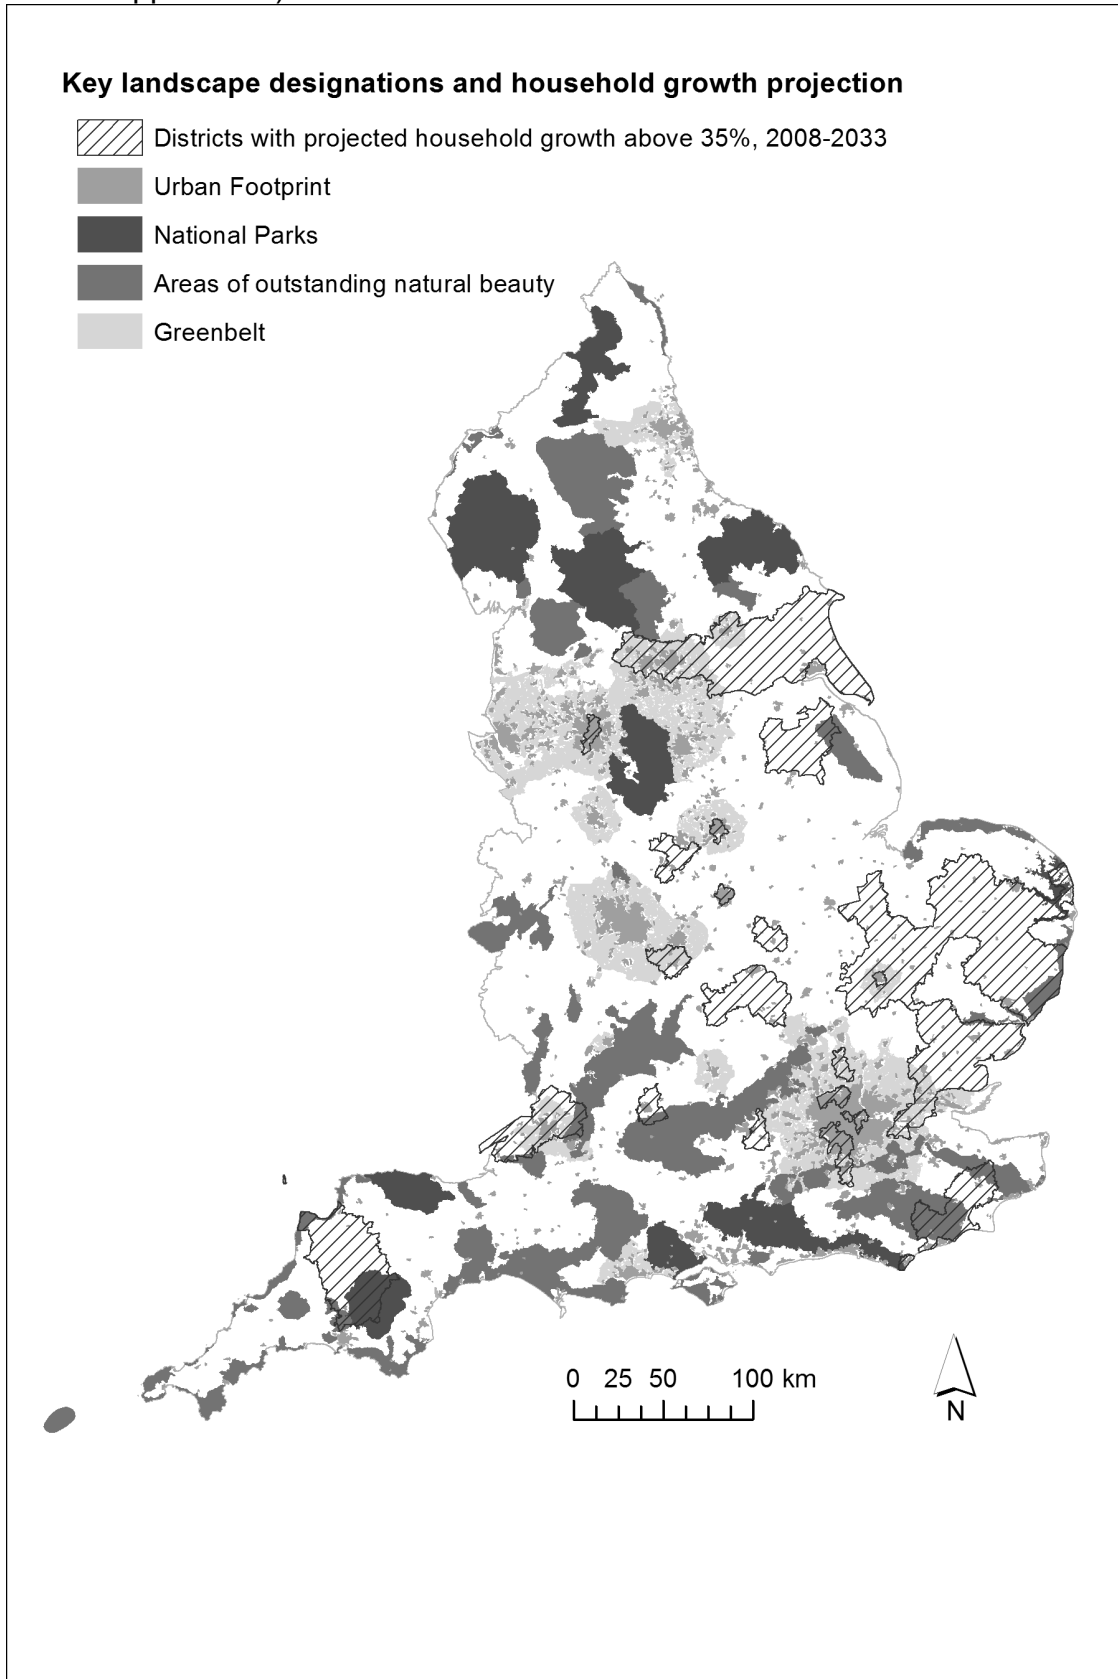 Key landscape designations and household growth projection
Districts with projected household growth above 35%, 2008-2033
Urban Footprint
National Parks
Areas of outstanding natural beauty
Greenbelt
0 25 50 100 km
N